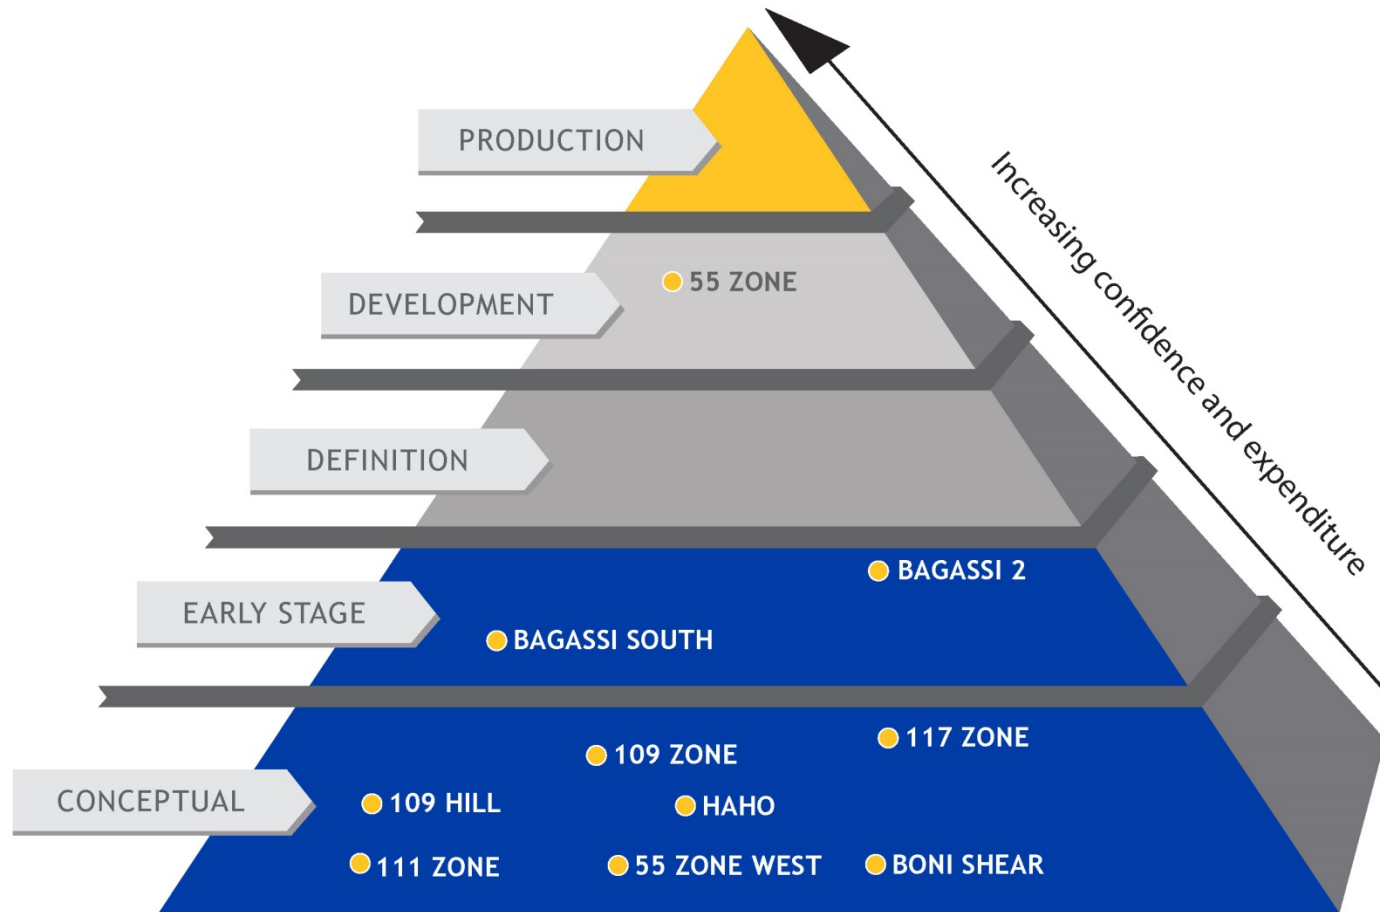 PRODUCTION
Increasing confidence and expenditure
DEVELOPMENT
55 ZONE
DEFINITION
EARLY STAGE
BAGASSI 2
BAGASSI SOUTH
CONCEPTUAL
117 ZONE
109 ZONE
109 HILL
HAHO
111 ZONE
55 ZONE WEST
BONI SHEAR